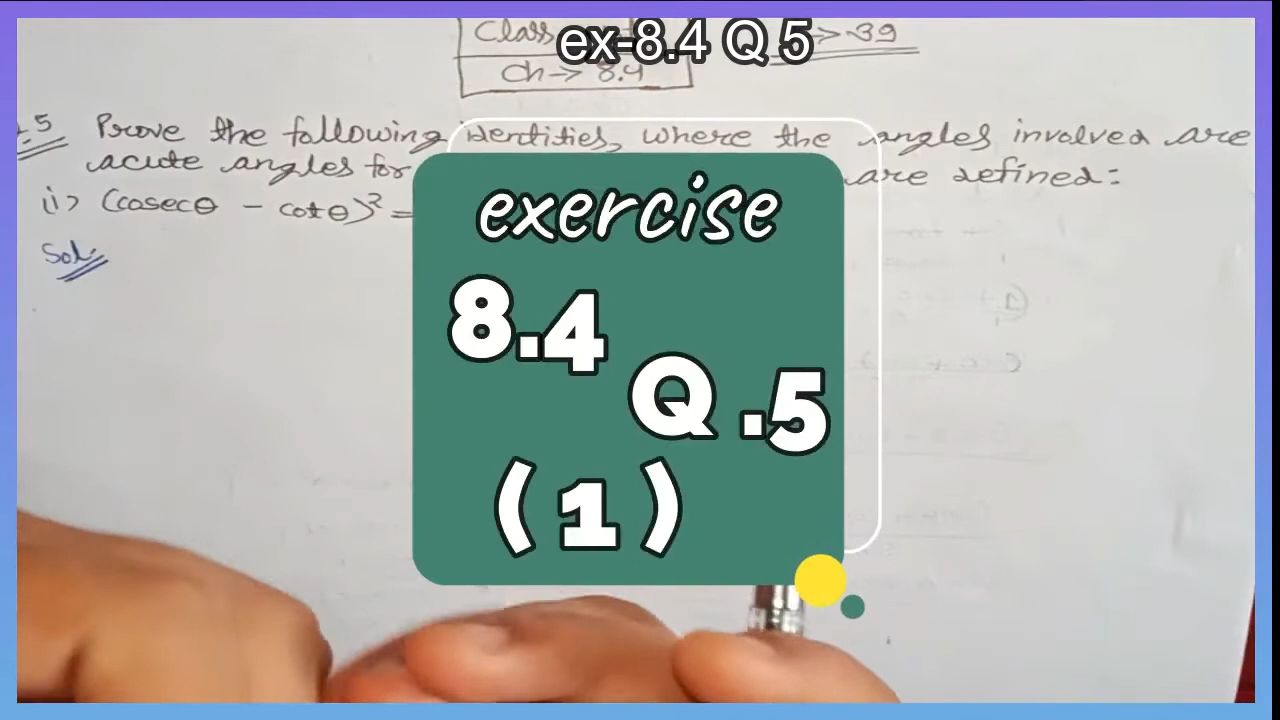 Class
ex-8.4 Q 5
> 39
Ch → 8.4
.5 Prove the following identities, where the angles involved are
acute angles for are defined:
(i) (cosecθ - cotθ)² =
Sol:
exercise
8.4
Q .5
(1)